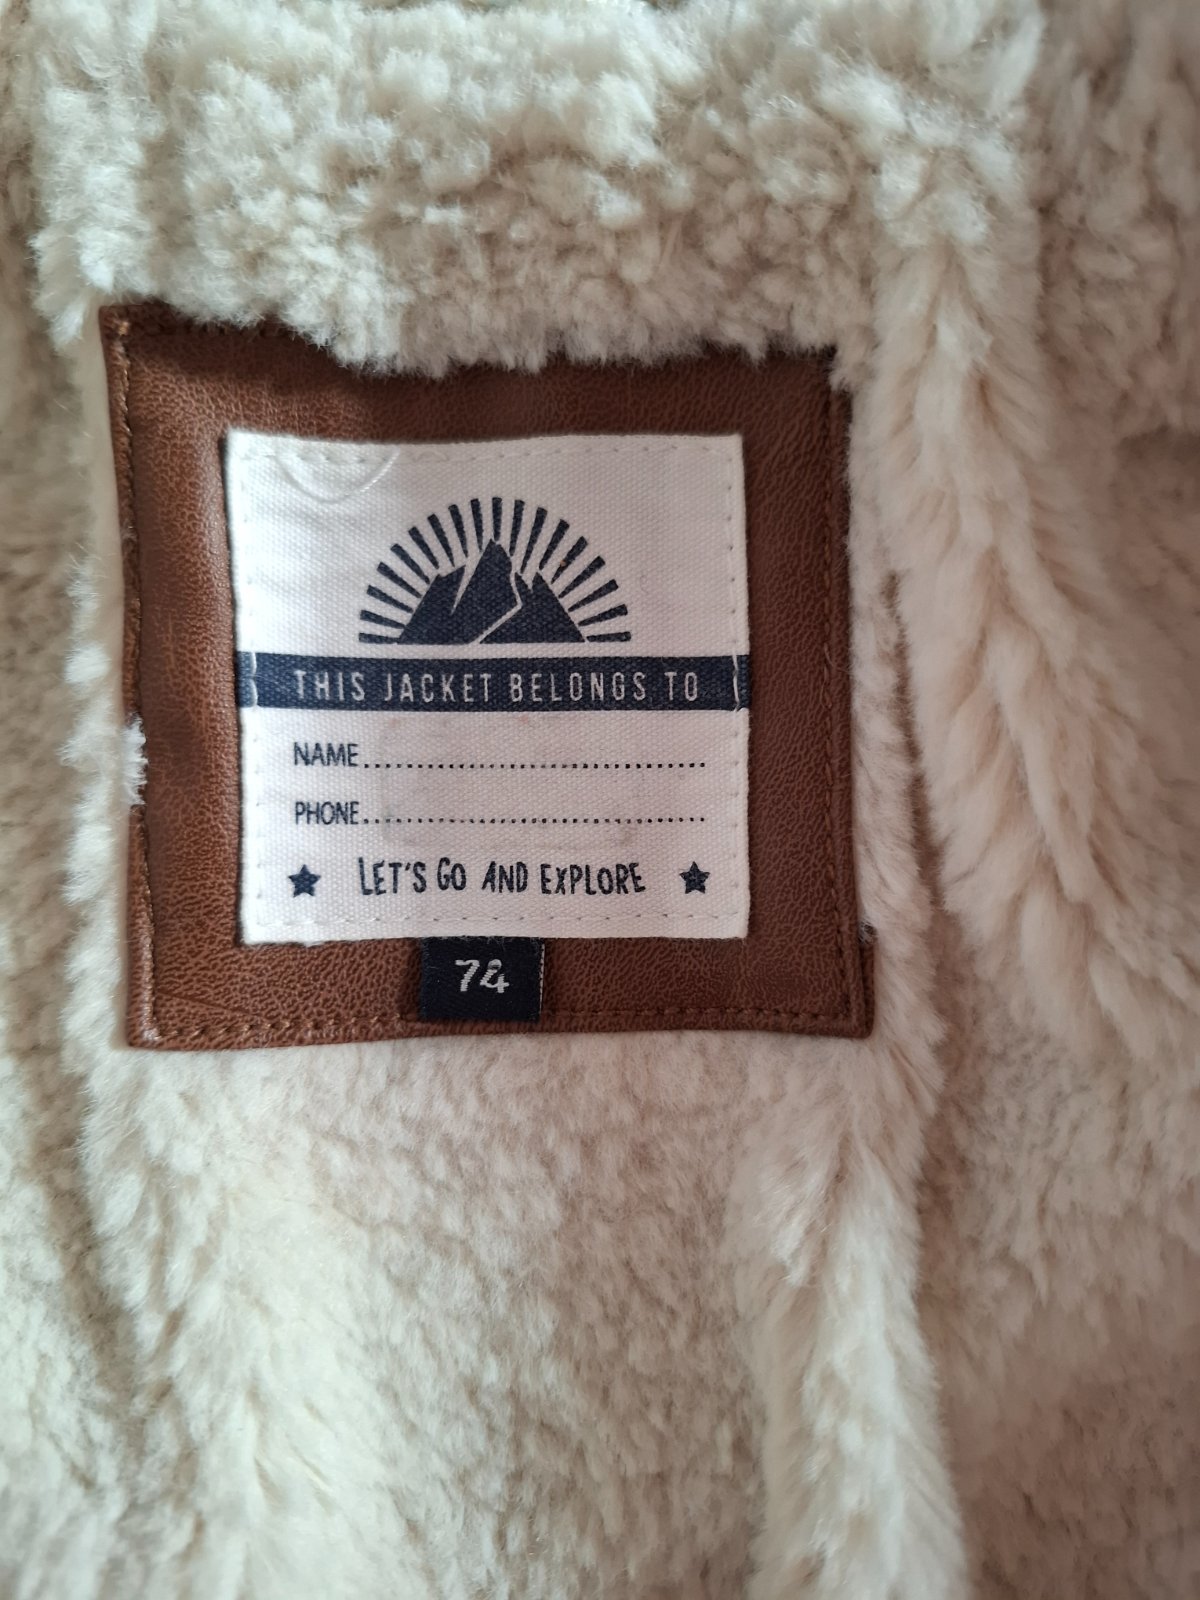 THIS JACKET BELONGS TO
NAME.......................................
PHONE.......................................
LET'S GO AND EXPLORE
74